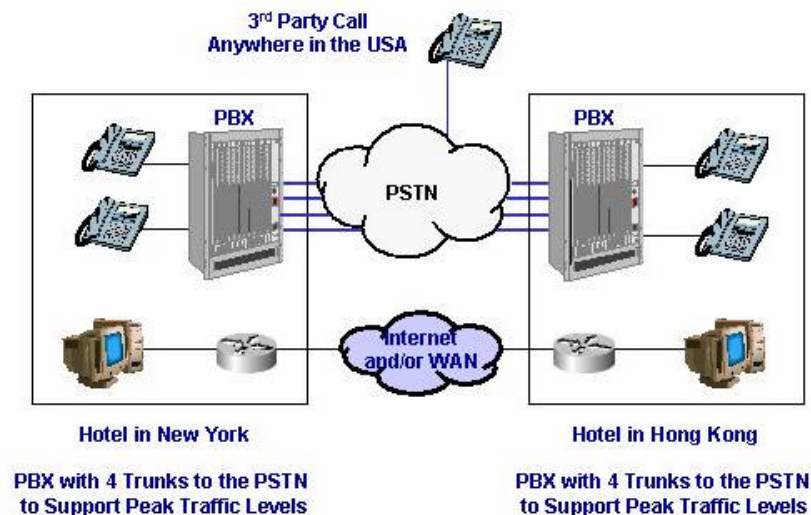 3rd Party Call
Anywhere in the USA
PBX
PBX
PSTN
Internet
and/or WAN
Hotel in New York
Hotel in Hong Kong
PBX with 4 Trunks to the PSTN
to Support Peak Traffic Levels
PBX with 4 Trunks to the PSTN
to Support Peak Traffic Levels